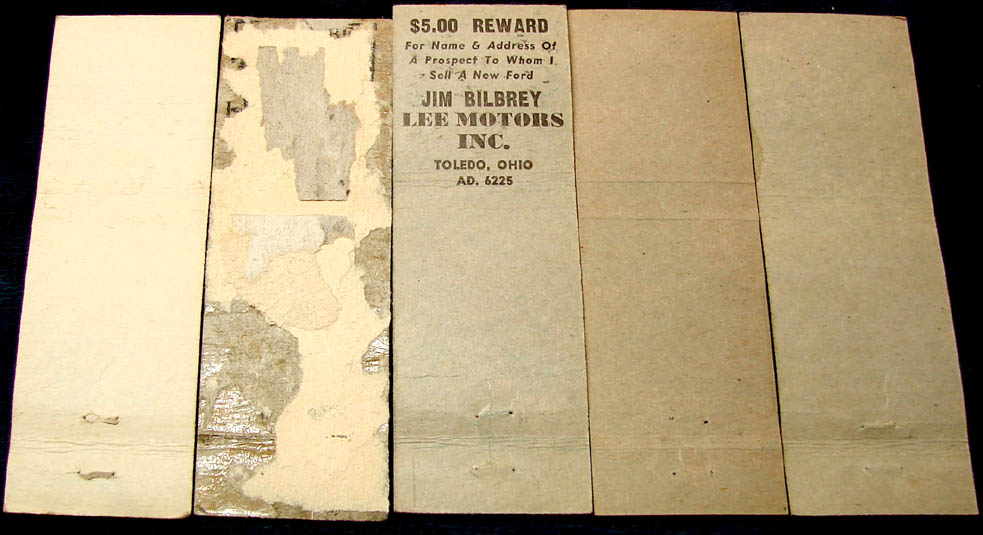 $5.00 REWARD
For Name & Address Of
A Prospect To Whom I
Sell A New Ford
JIM BILBREY
LEE MOTORS
INC.
TOLEDO, OHIO
AD. 6225